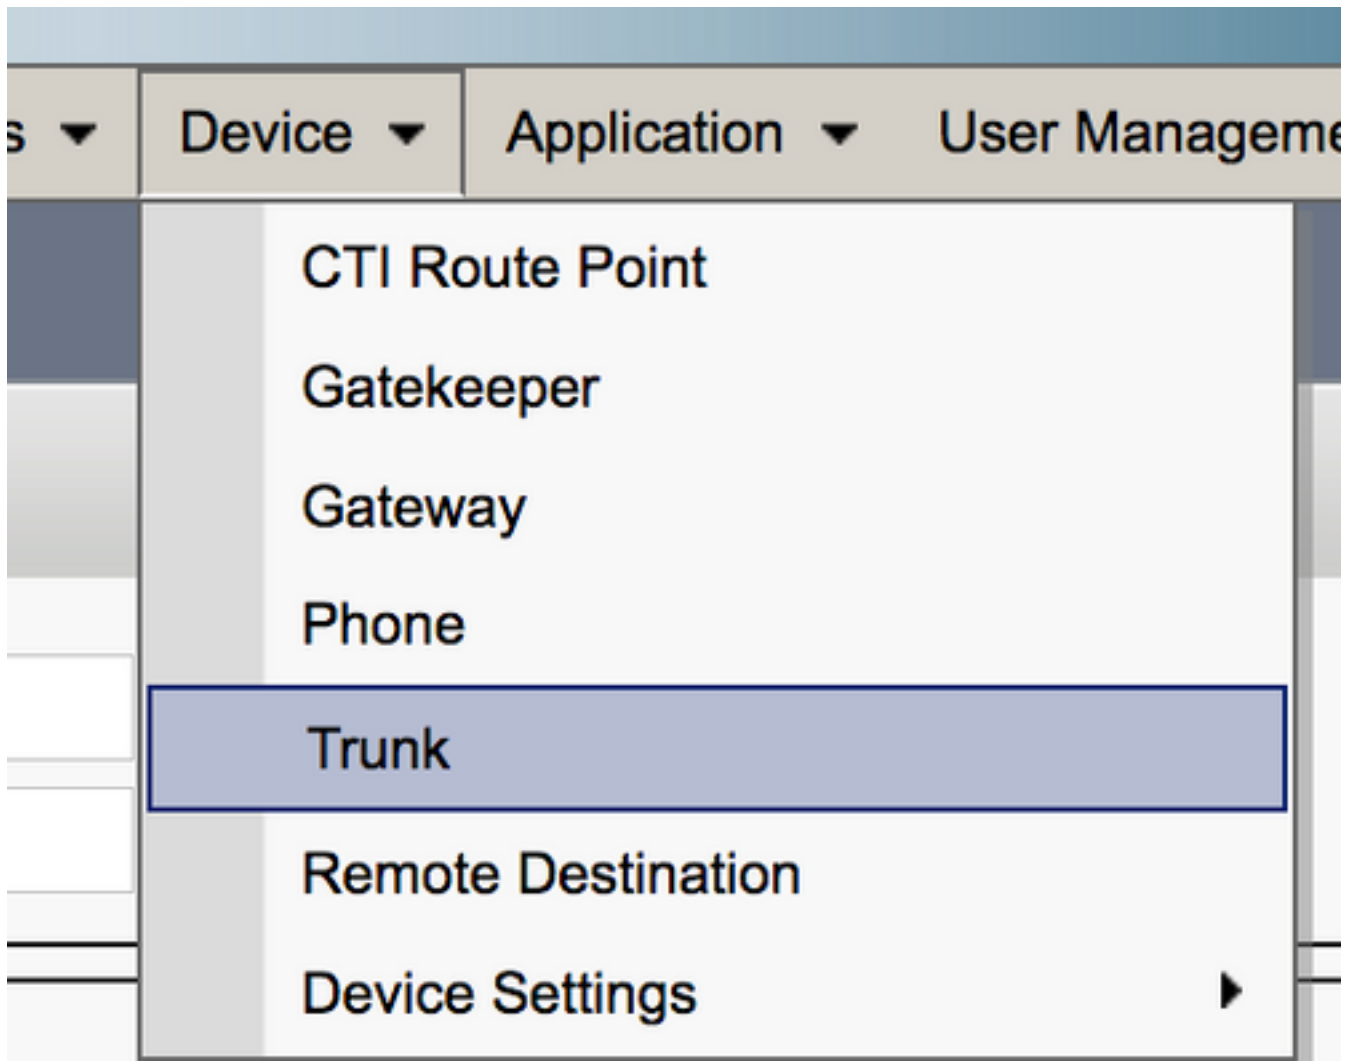 Device Application User Manageme
CTI Route Point
Gatekeeper
Gateway
Phone
Trunk
Remote Destination
Device Settings